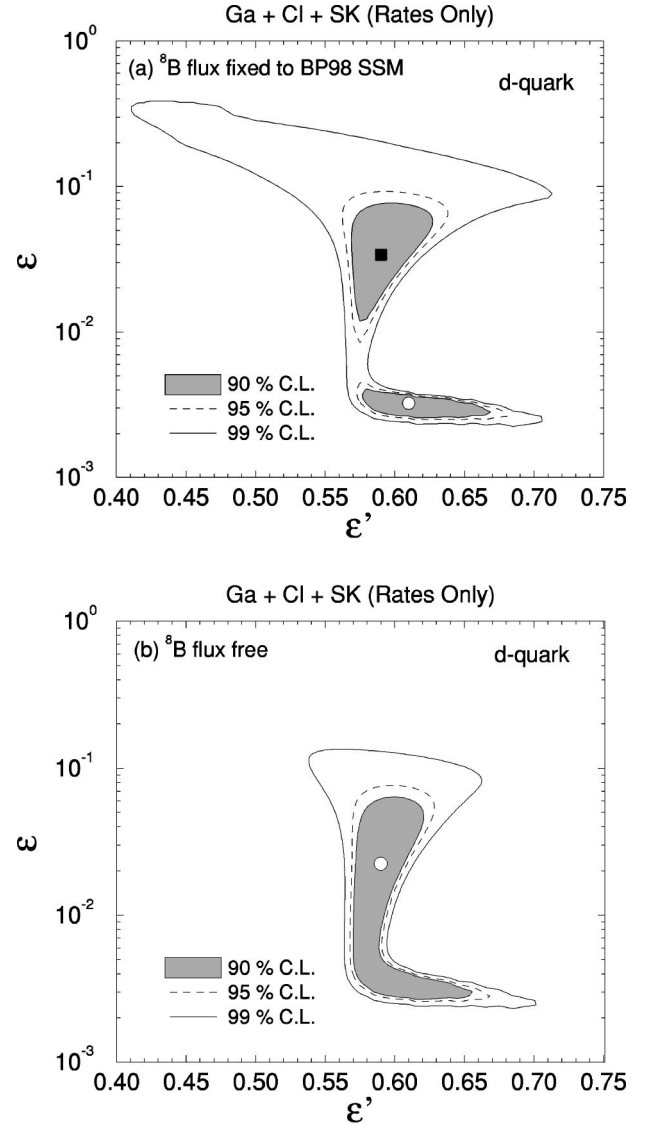 Ga + Cl + SK (Rates Only)
(a) ⁸B flux fixed to BP98 SSM
d-quark
10⁰
10⁻¹
10⁻²
10⁻³
ε
90 % C.L.
95 % C.L.
99 % C.L.
0.40 0.45 0.50 0.55 0.60 0.65 0.70 0.75
ε'
Ga + Cl + SK (Rates Only)
(b) ⁸B flux free
d-quark
10⁰
10⁻¹
10⁻²
10⁻³
ε
90 % C.L.
95 % C.L.
99 % C.L.
0.40 0.45 0.50 0.55 0.60 0.65 0.70 0.75
ε'